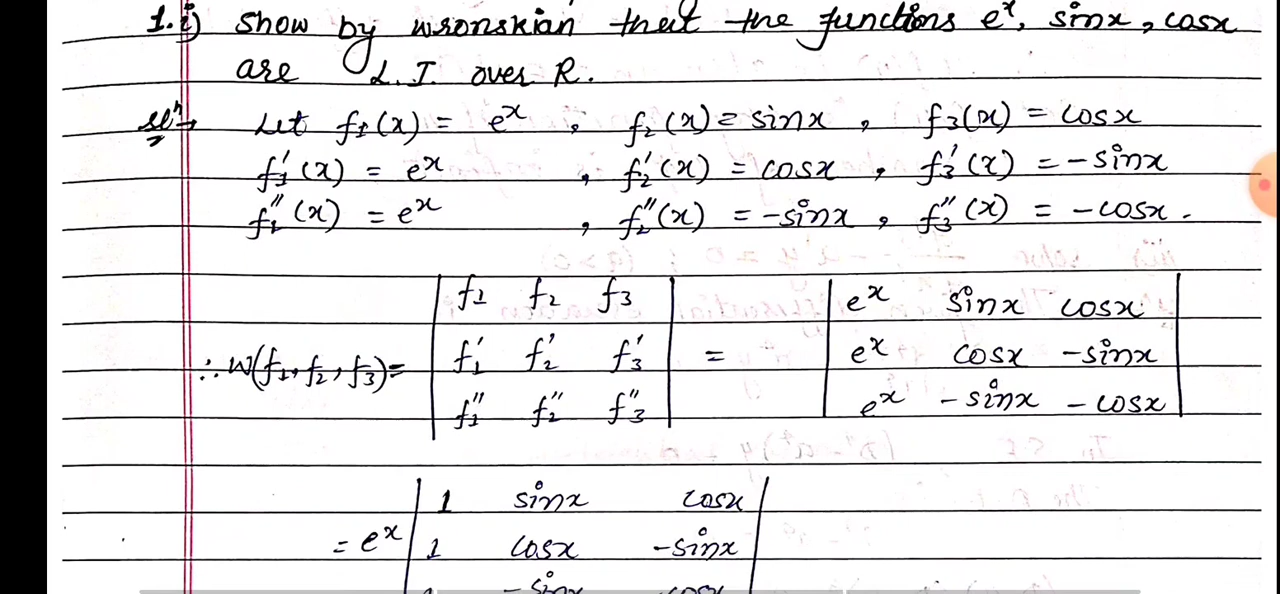 1.i) Show by wronskian that the functions e^x, sinx, cosx
are L.I. over R.
solⁿ→ Let f₁(x) = e^x , f₂(x) = sinx , f₃(x) = cosx
f₁'(x) = e^x , f₂'(x) = cosx , f₃'(x) = -sinx
f₁''(x) = e^x , f₂''(x) = -sinx , f₃''(x) = -cosx.
| f₁ f₂ f₃ | | e^x sinx cosx |
∴ W(f₁, f₂, f₃) = | f₁' f₂' f₃' | = | e^x cosx -sinx |
| f₁'' f₂'' f₃'' | | e^x -sinx -cosx |
| 1 sinx cosx |
= e^x | 1 cosx -sinx |
-sinx